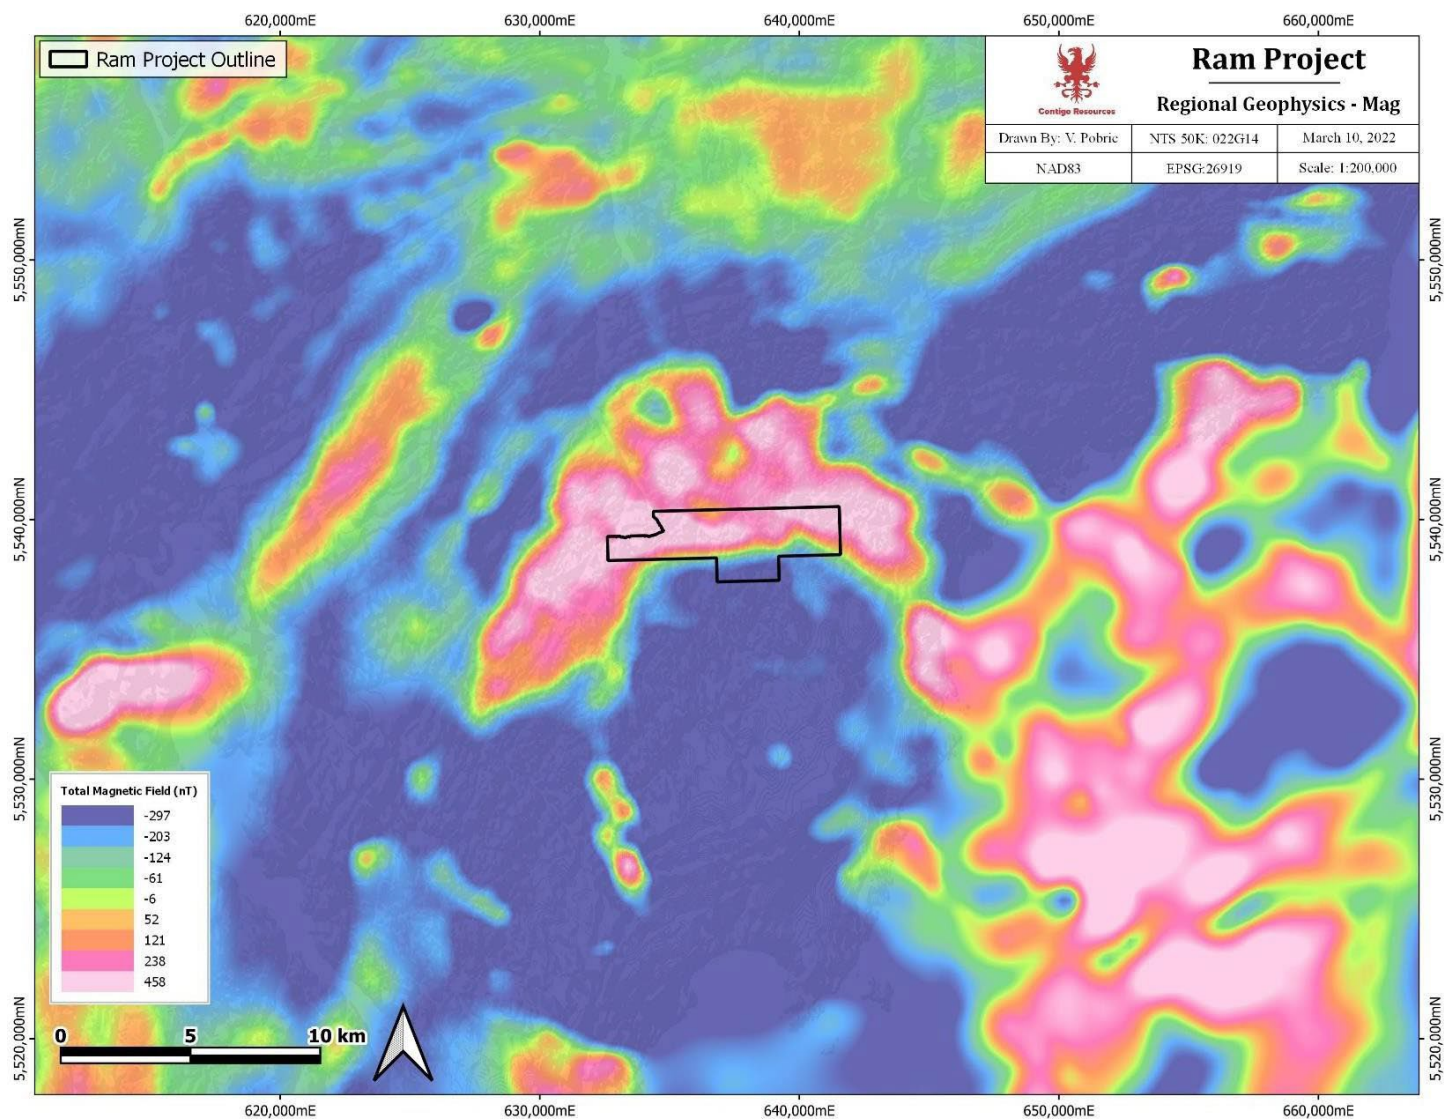 620,000mE
630,000mE
640,000mE
650,000mE
660,000mE
Ram Project Outline
Contigo Resources
Ram Project
Regional Geophysics - Mag
Drawn By: V. Pobric
NTS 50K: 022G14
March 10, 2022
NAD83
EPSG:26919
Scale: 1:200,000
5,550,000mN
5,550,000mN
5,540,000mN
5,540,000mN
5,530,000mN
5,530,000mN
5,520,000mN
5,520,000mN
Total Magnetic Field (nT)
-297
-203
-124
-61
-6
52
121
238
458
0 5 10 km
620,000mE
630,000mE
640,000mE
650,000mE
660,000mE